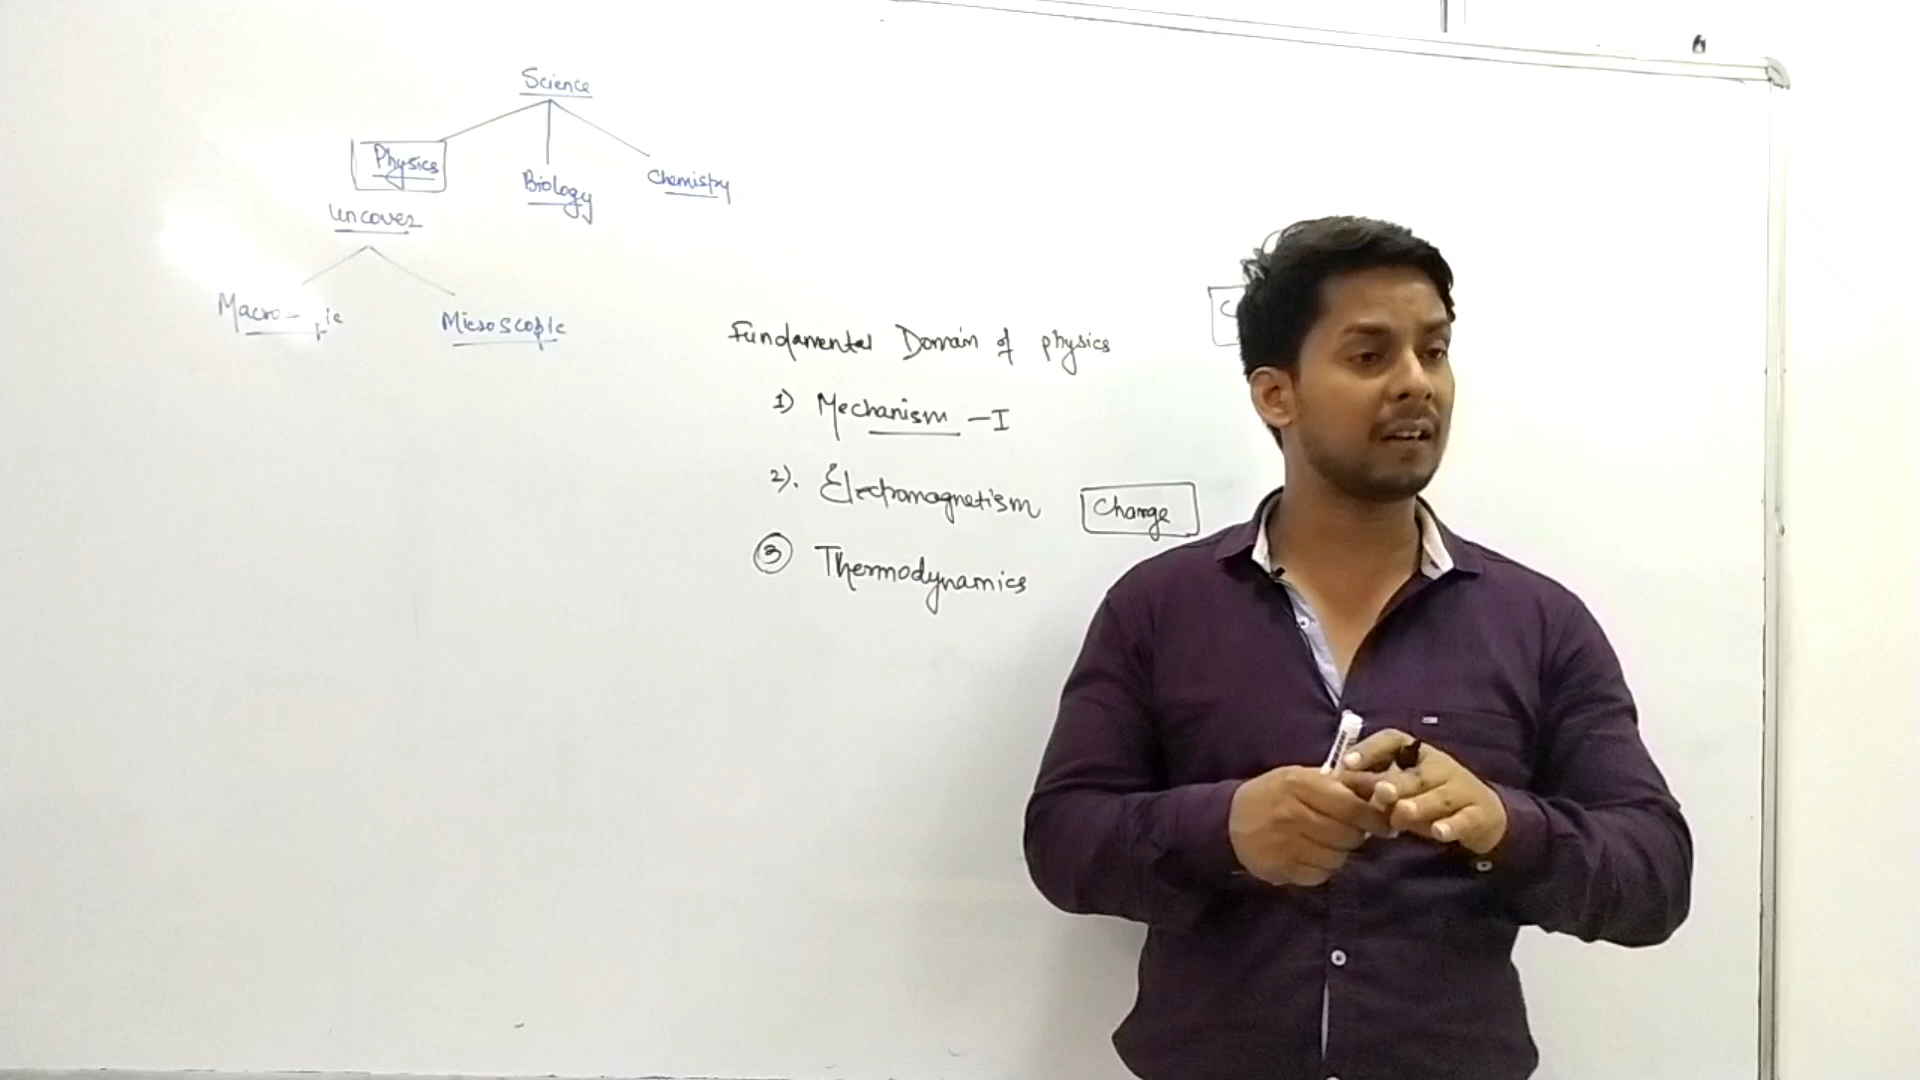 Science
Physics
Biology
Chemistry
Uncover
Microscopic
Fundamental Domain of physics
1) Mechanism -I
2). Electromagnetism
Charge
3 Thermodynamics